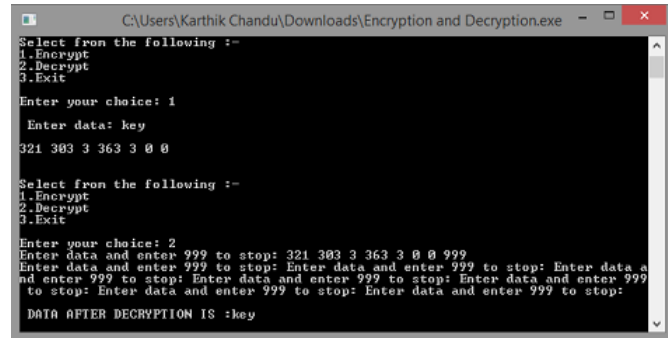 C:\Users\Karthik Chandu\Downloads\Encryption and Decryption.exe
Select from the following :-
1.Encrypt
2.Decrypt
3.Exit
Enter your choice: 1
Enter data: key
321 303 3 363 3 0 0
Select from the following :-
1.Encrypt
2.Decrypt
3.Exit
Enter your choice: 2
Enter data and enter 999 to stop: 321 303 3 363 3 0 0 999
Enter data and enter 999 to stop: Enter data and enter 999 to stop: Enter data a
nd enter 999 to stop: Enter data and enter 999 to stop: Enter data and enter 999
to stop: Enter data and enter 999 to stop: Enter data and enter 999 to stop:
DATA AFTER DECRYPTION IS :key